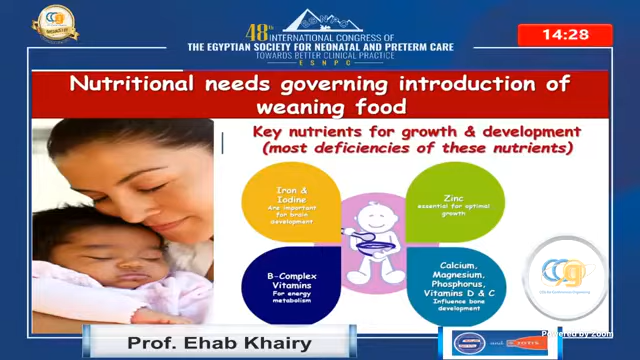 48th INTERNATIONAL CONGRESS OF
THE EGYPTIAN SOCIETY FOR NEONATAL AND PRETERM CARE
TOWARDS BETTER CLINICAL PRACTICE
ESNPC
14:28
Nutritional needs governing introduction of
weaning food
Key nutrients for growth & development
(most deficiencies of these nutrients)
Iron &
Iodine
Are important
for brain
development
Zinc
essential for optimal
growth
B-Complex
Vitamins
For energy
metabolism
Calcium,
Magnesium,
Phosphorus,
Vitamins D & C
Influence bone
development
Powered by Zoom
Prof. Ehab Khairy